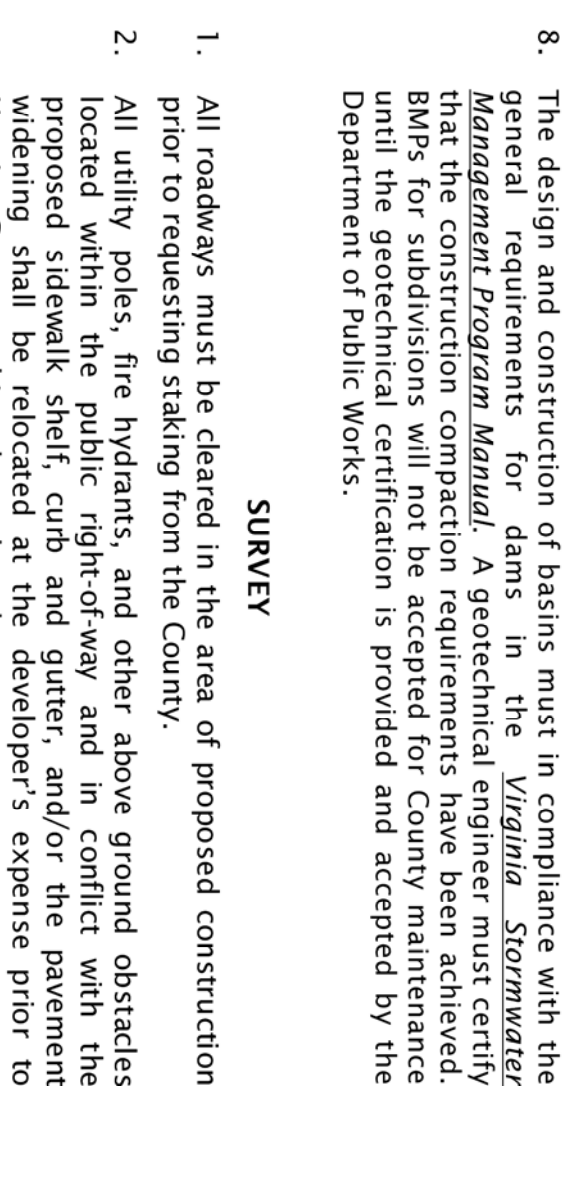 8. The design and construction of basins must in compliance with the
general requirements for dams in the Virginia Stormwater
Management Program Manual. A geotechnical engineer must certify
that the construction compaction requirements have been achieved.
BMPs for subdivisions will not be accepted for County maintenance
until the geotechnical certification is provided and accepted by the
Department of Public Works.
SURVEY
1. All roadways must be cleared in the area of proposed construction
prior to requesting staking from the County.
2. All utility poles, fire hydrants, and other above ground obstacles
located within the public right-of-way and in conflict with the
proposed sidewalk shelf, curb and gutter, and/or the pavement
widening shall be relocated at the developer's expense prior to